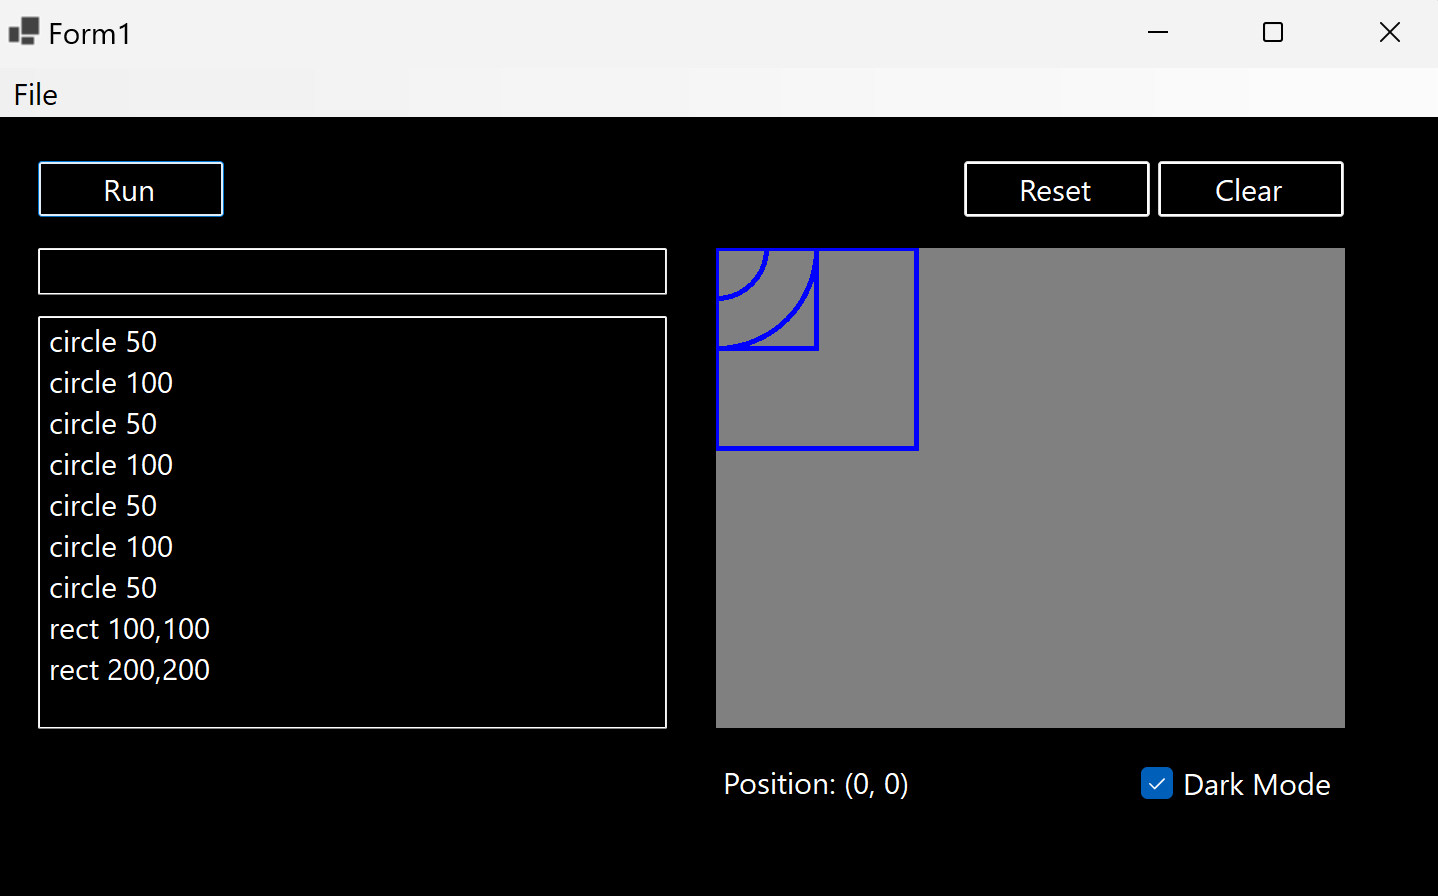 Form1
File
Run
Reset
Clear
circle 50
circle 100
circle 50
circle 100
circle 50
circle 100
circle 50
rect 100,100
rect 200,200
Position: (0, 0)
Dark Mode